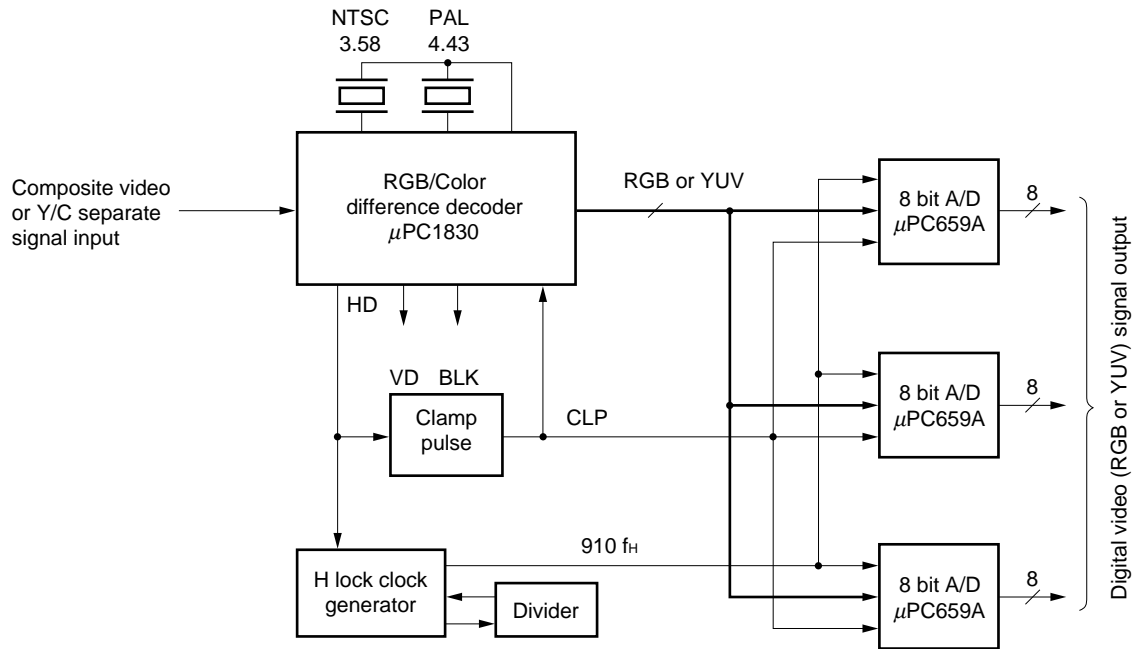 NTSC
3.58
PAL
4.43
Composite video
or Y/C separate
signal input
RGB/Color
difference decoder
μPC1830
RGB or YUV
8 bit A/D
μPC659A
8
HD
VD
BLK
Clamp
pulse
CLP
8 bit A/D
μPC659A
8
H lock clock
generator
Divider
910 fH
8 bit A/D
μPC659A
8
Digital video (RGB or YUV) signal output